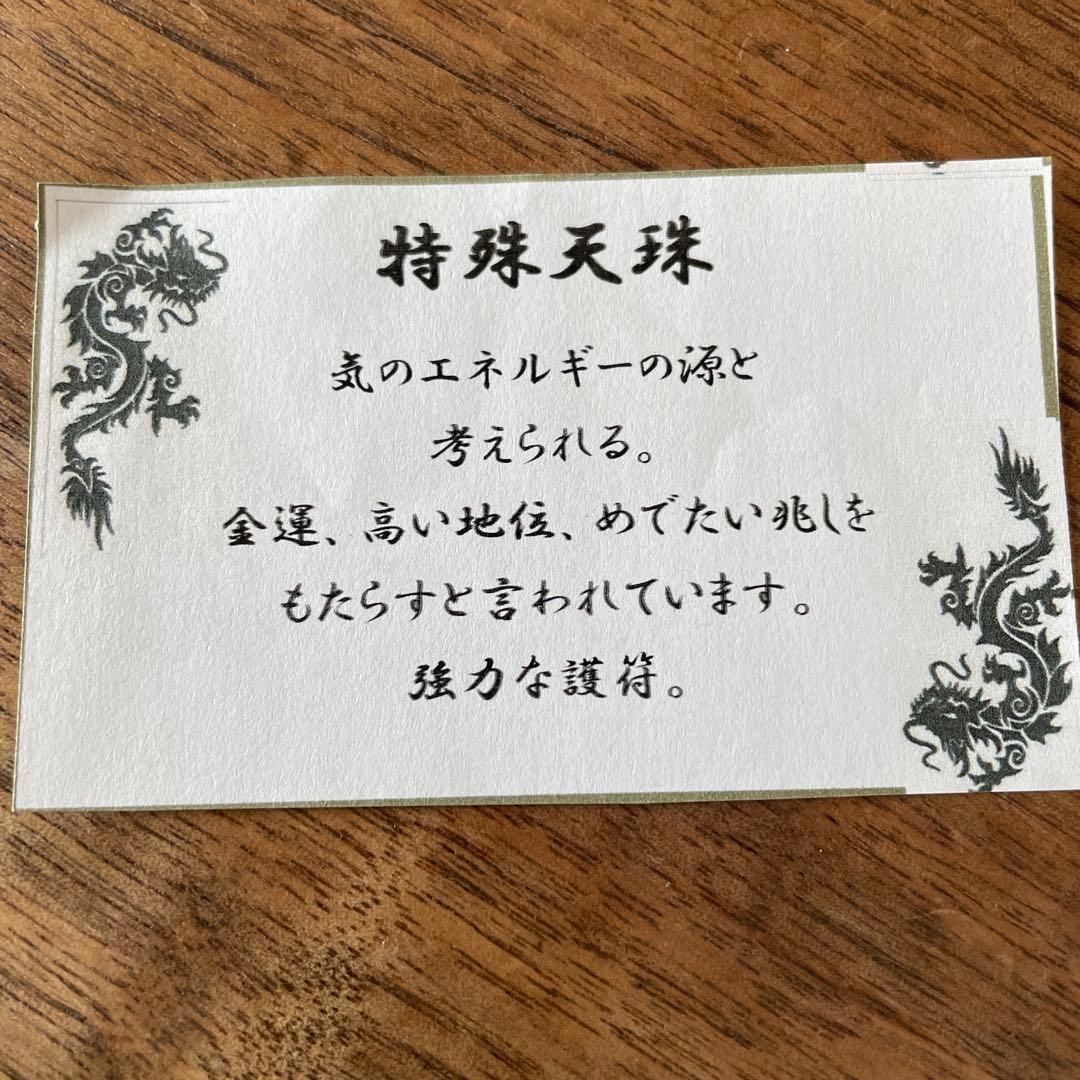 特殊天珠
気のエネルギーの源と
考えられる。
金運、高い地位、めでたい兆しを
もたらすと言われています。
強力な護符。